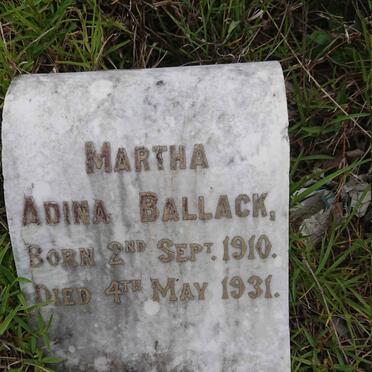 MARTHA
ADINA BALLACK,
BORN 2ND SEPT. 1910.
DIED 4TH MAY 1931.